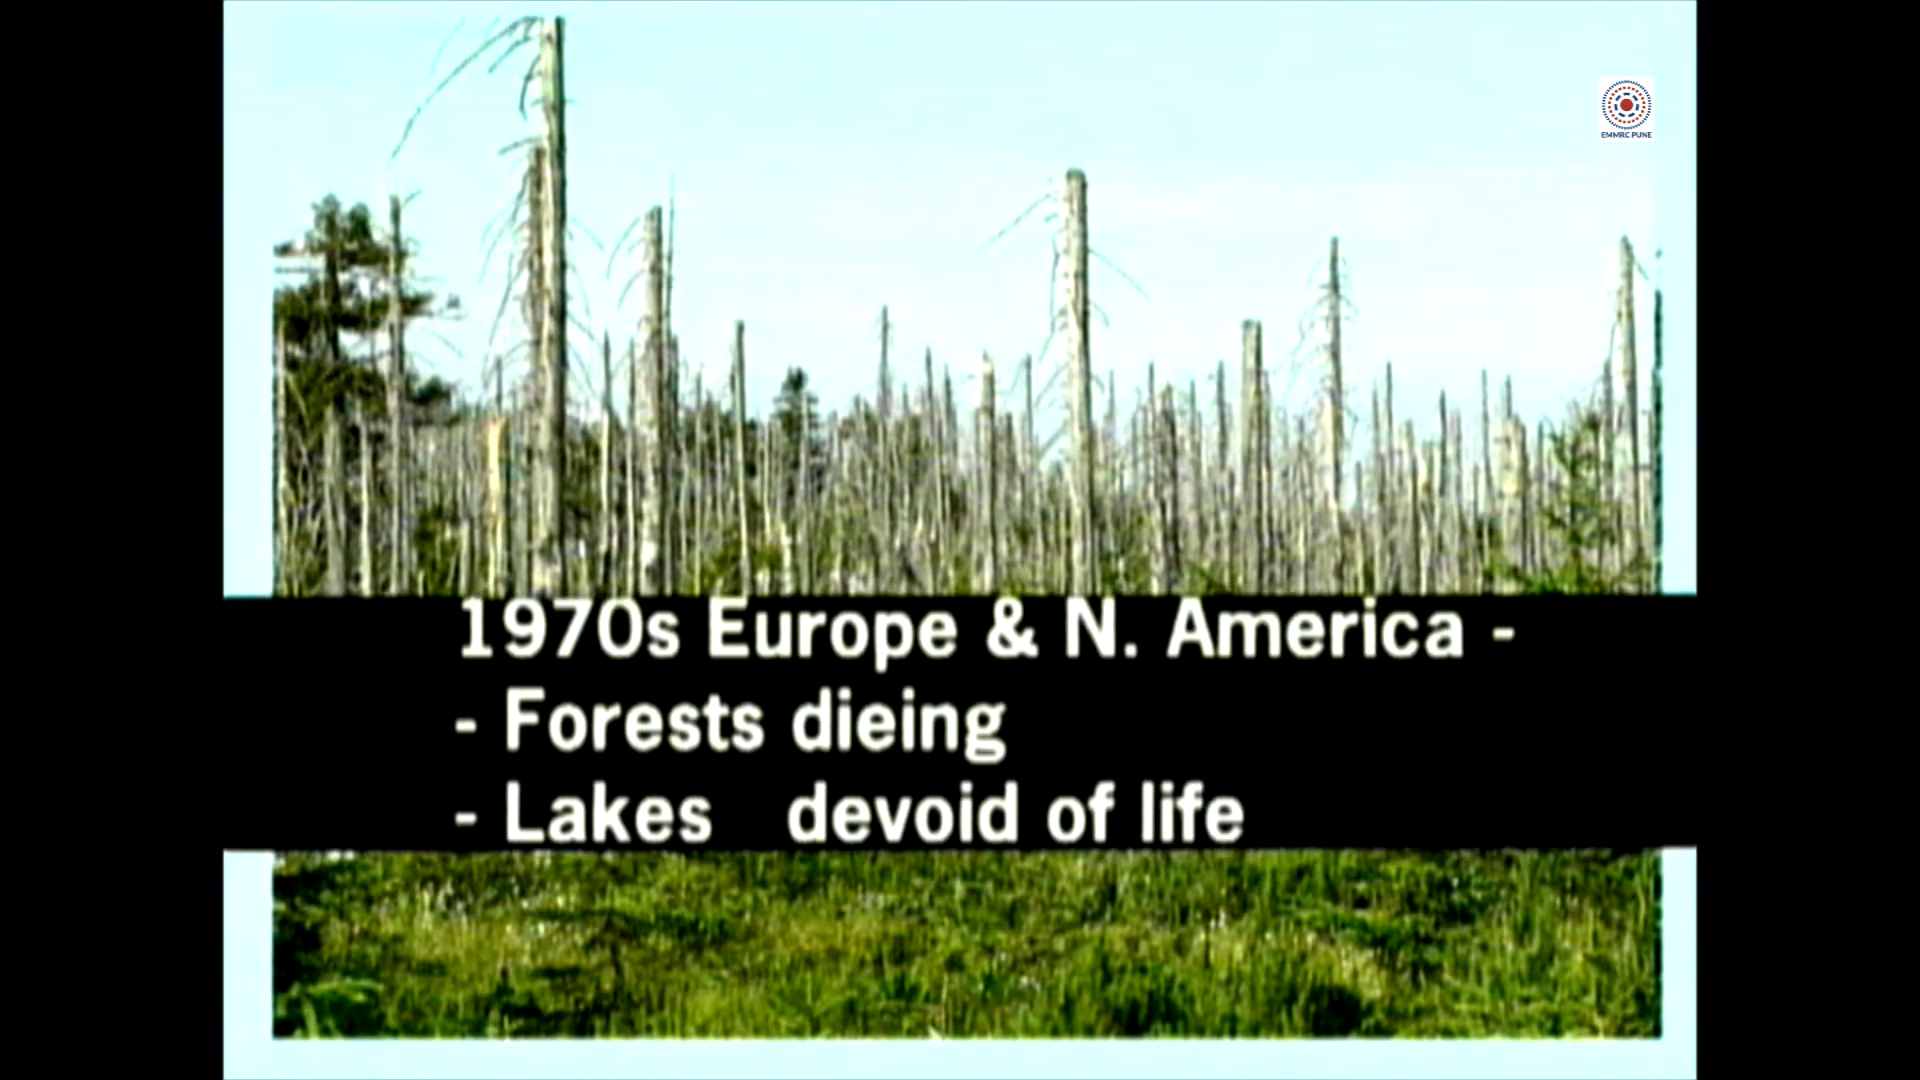 EMMRC PUNE
1970s Europe & N. America -
- Forests dieing
- Lakes devoid of life